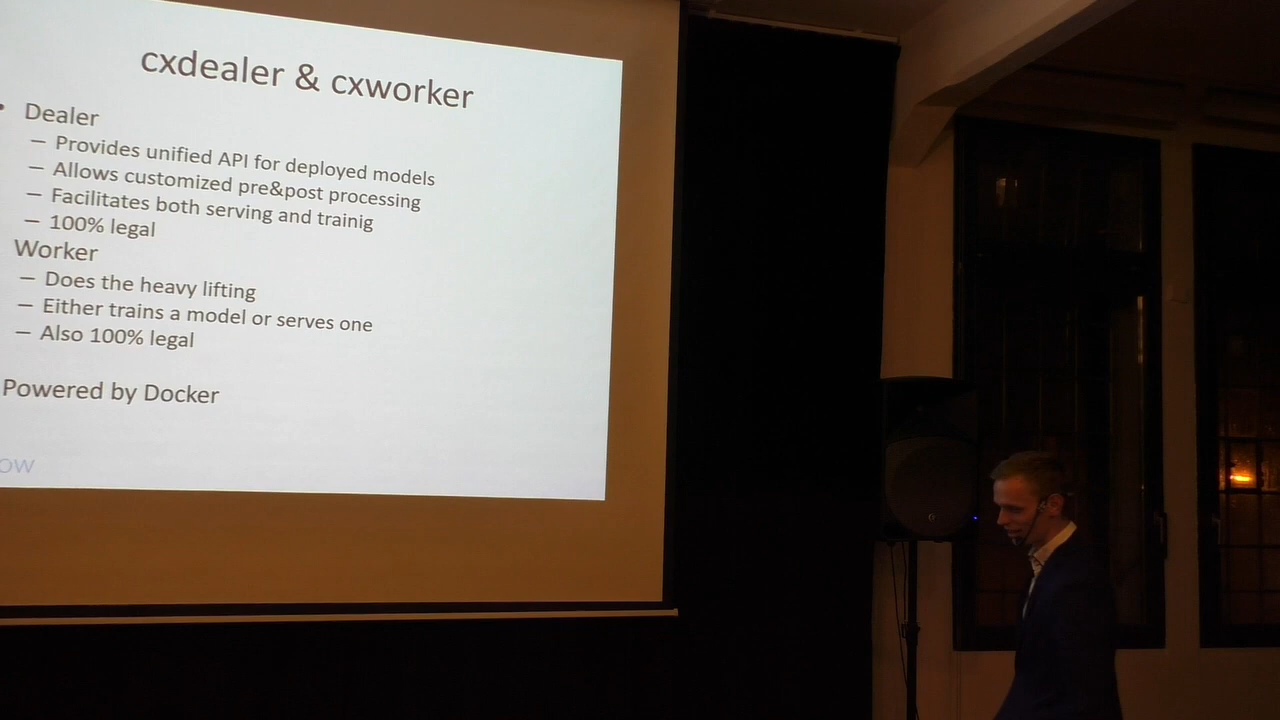 cxdealer & cxworker
• Dealer
– Provides unified API for deployed models
– Allows customized pre&post processing
– Facilitates both serving and trainig
– 100% legal
Worker
– Does the heavy lifting
– Either trains a model or serves one
– Also 100% legal
Powered by Docker
ow